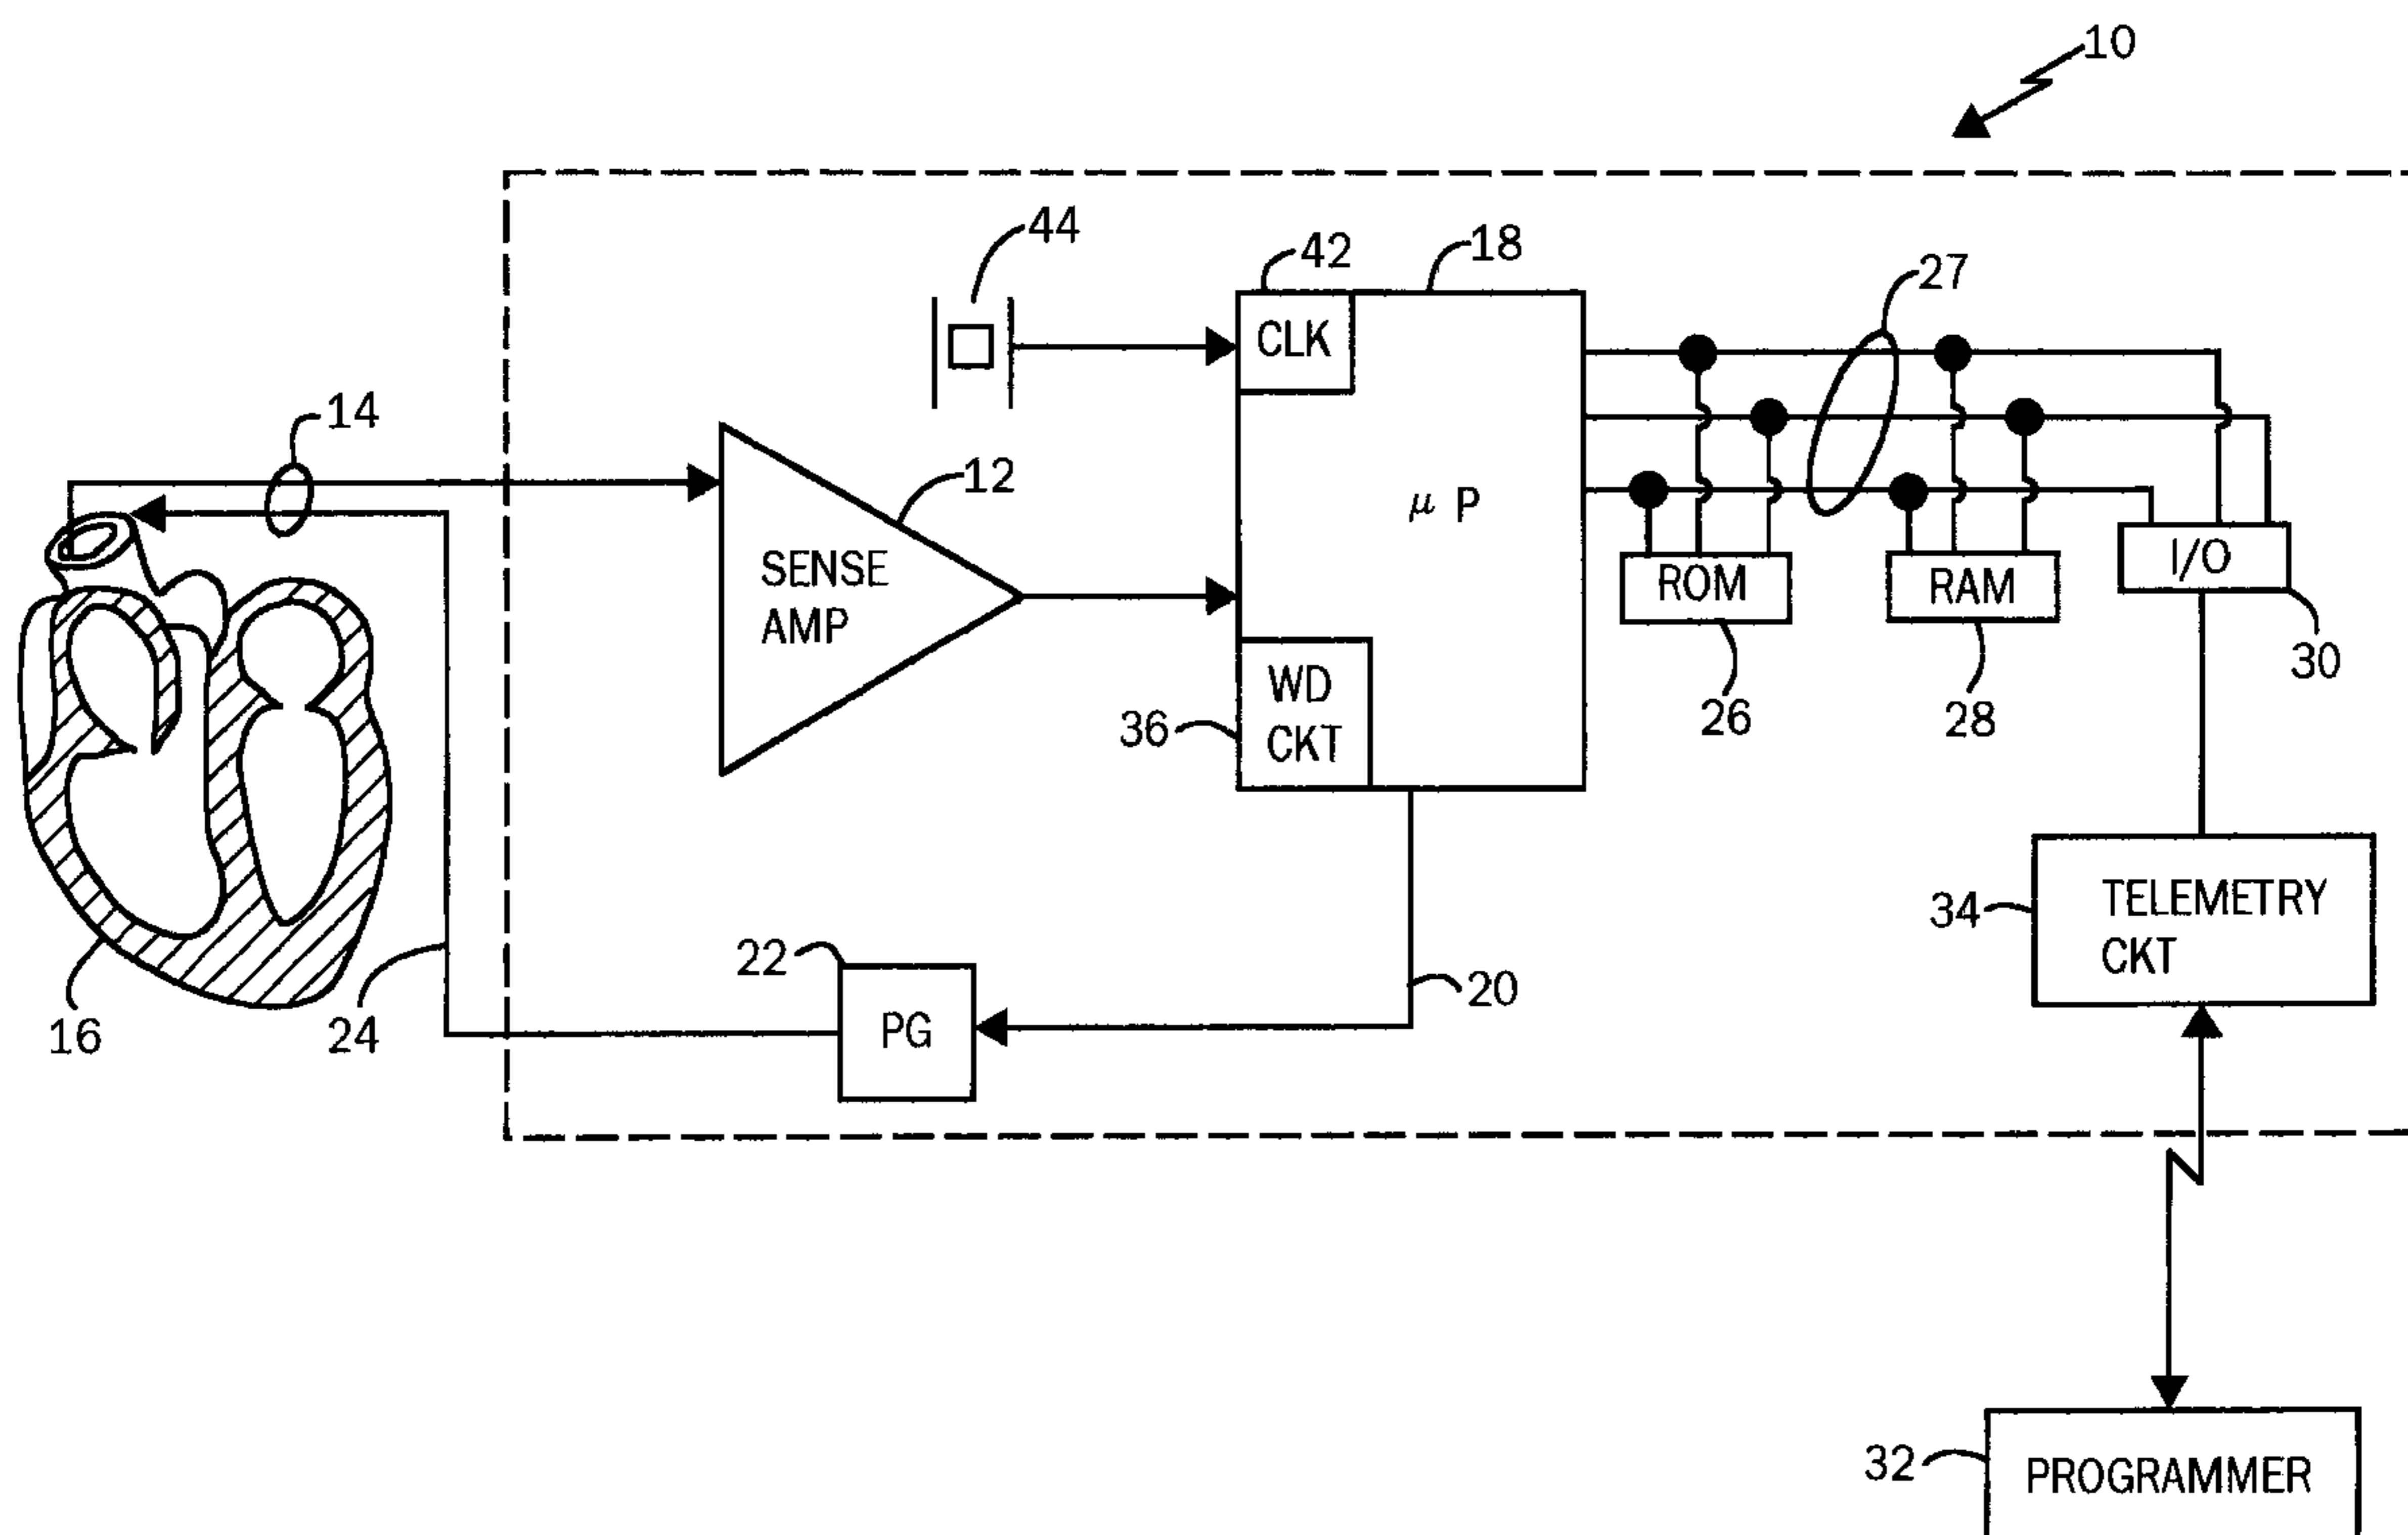 10
44
42
18
27
CLK
14
12
μ P
SENSE
AMP
I/O
ROM
RAM
30
WD
CKT
36
26
28
TELEMETRY
CKT
34
22
20
PG
16
24
32
PROGRAMMER